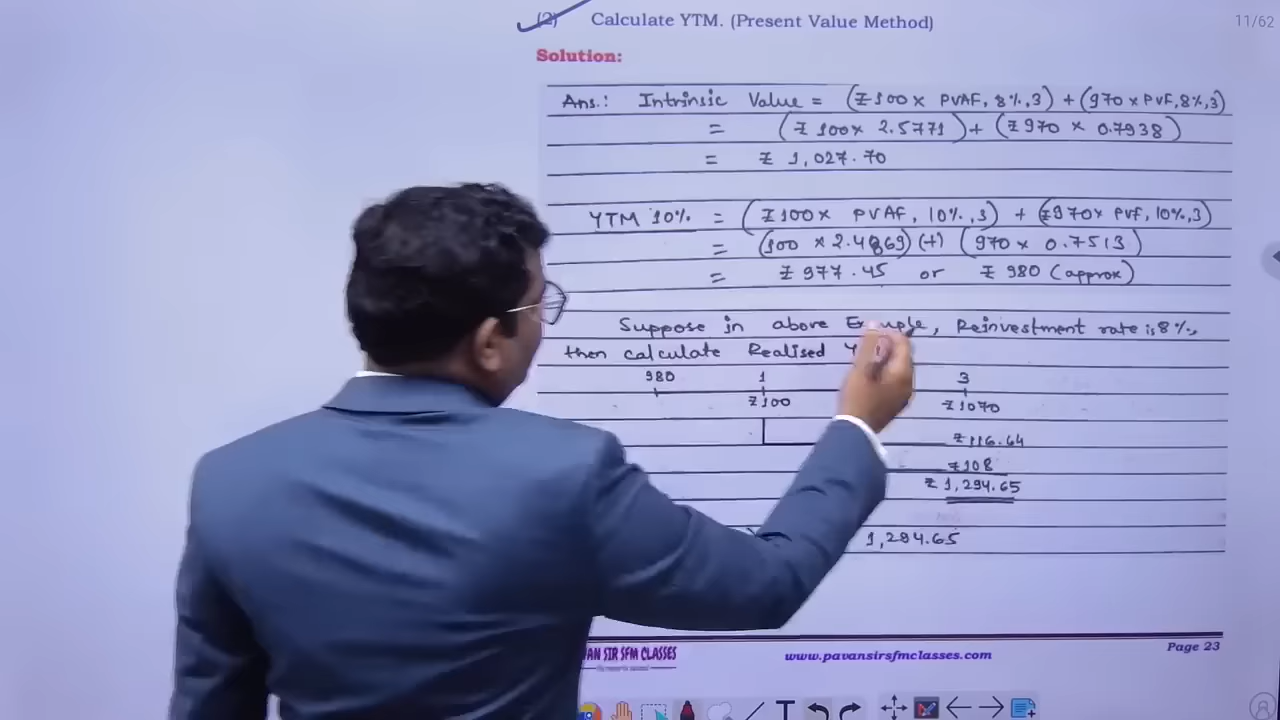 (2) Calculate YTM. (Present Value Method)
11/62
Solution:
Ans.: Intrinsic Value = (₹100 × PVAF, 8%, 3) + (970 × PVF, 8%, 3)
= (₹ 100 × 2.5771) + (₹970 × 0.7938)
= ₹ 1,027.70
YTM 10% = (₹100 × PVAF, 10%, 3) + (₹970 × PVF, 10%, 3)
= (100 × 2.4869) (+) (970 × 0.7513)
= ₹ 977.45 or ₹ 980 (approx)
Suppose in above Example, Reinvestment rate is 8%,
then calculate Realised
980 1 3
₹100 ₹1070
₹116.64
₹108
₹ 1,294.65
1,294.65
AN SIR SFM CLASSES www.pavansirsfmclasses.com Page 23